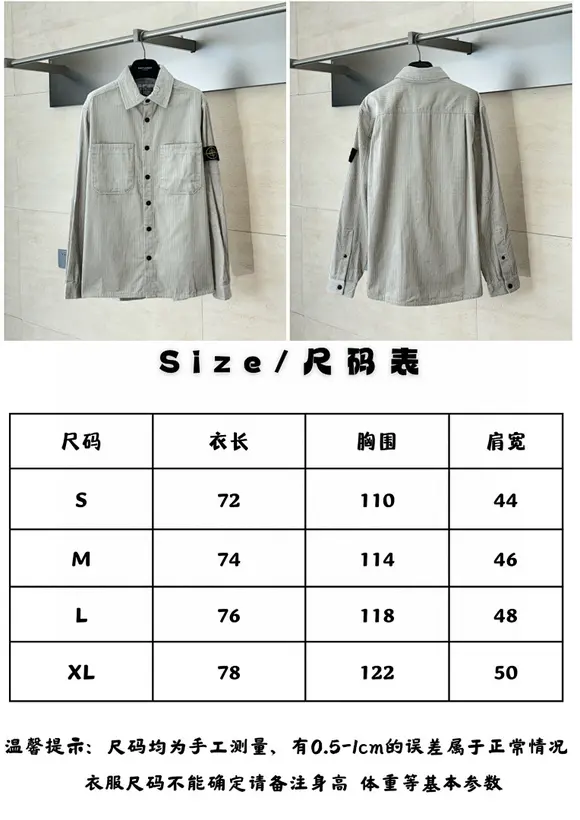 Size/尺码表
尺码 衣长 胸围 肩宽
S 72 110 44
M 74 114 46
L 76 118 48
XL 78 122 50
温馨提示：尺码均为手工测量、有0.5-1cm的误差属于正常情况
衣服尺码不能确定请备注身高 体重等基本参数